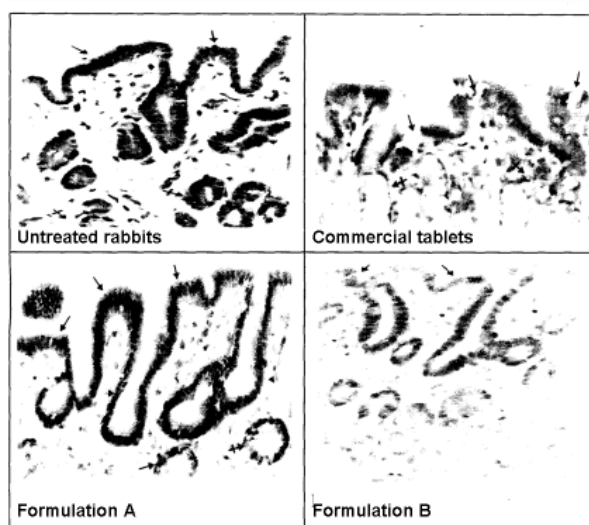 Untreated rabbits
Commercial tablets
Formulation A
Formulation B